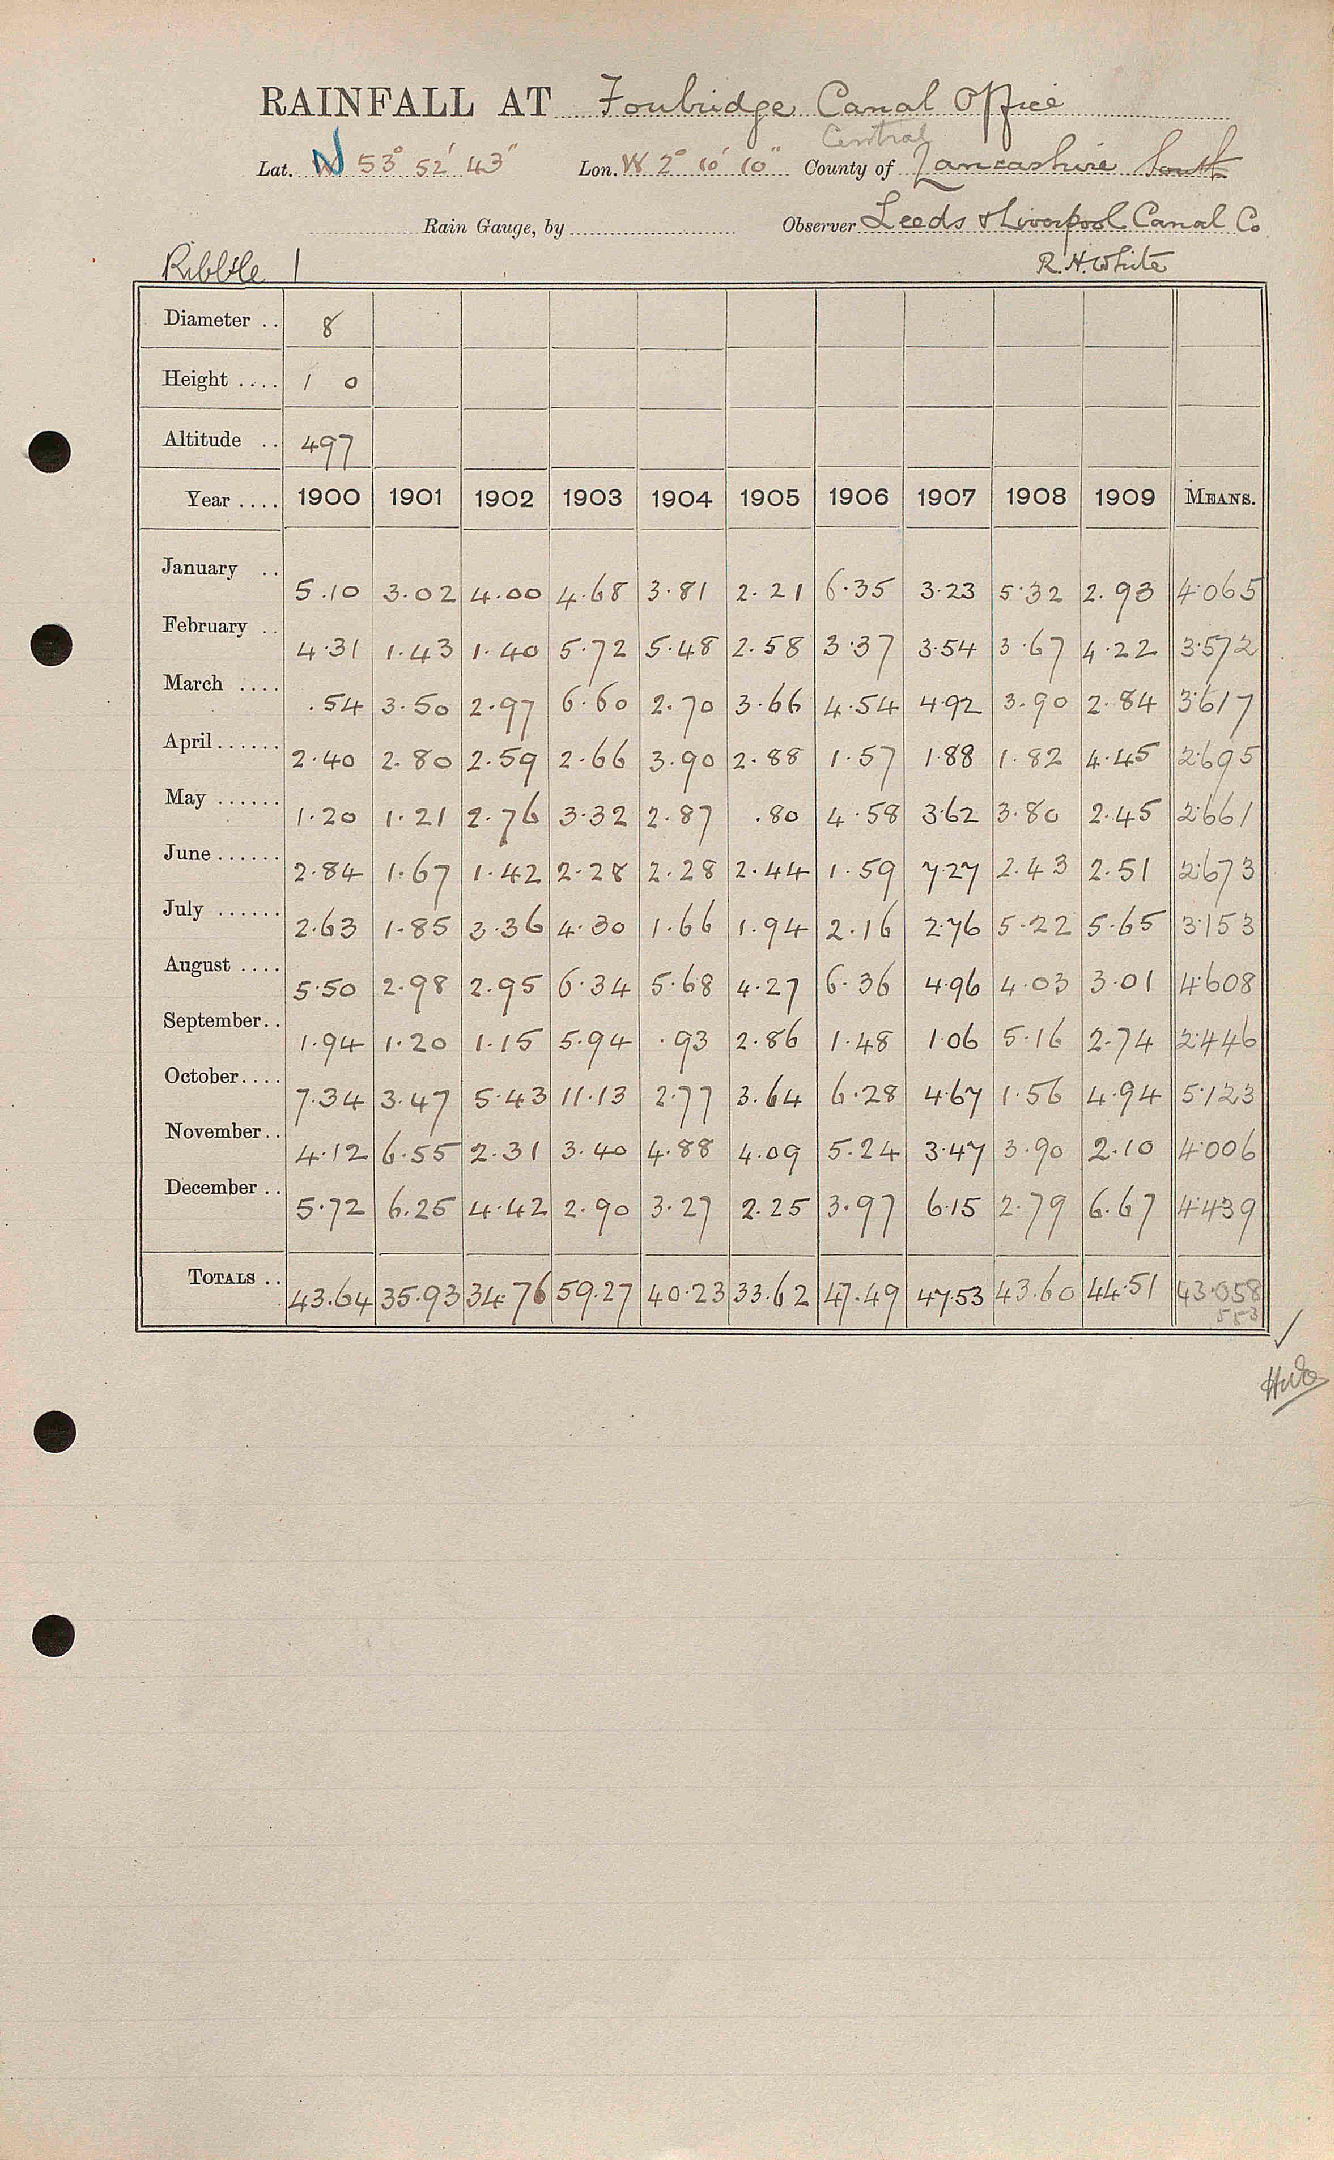 RAINFALL AT Foulridge Canal Office
Central
Lat. N 53° 52' 43" Lon. W 2° 10' 10" County of Lancashire South
Rain Gauge, by Observer Leeds & Liverpool Canal Co
Ribble 1 R. H. White
Diameter .. 8
Height .... 1 0
Altitude .. 497
Year .... 1900 1901 1902 1903 1904 1905 1906 1907 1908 1909 MEANS.
January .. 5.10 3.02 4.00 4.68 3.81 2.21 6.35 3.23 5.32 2.93 4.065
February .. 4.31 1.43 1.40 5.72 5.48 2.58 3.37 3.54 3.67 4.22 3.572
March .... .54 3.50 2.97 6.60 2.70 3.66 4.54 4.92 3.90 2.84 3.617
April ...... 2.40 2.80 2.59 2.66 3.90 2.88 1.57 1.88 1.82 4.45 2.695
May ...... 1.20 1.21 2.76 3.32 2.87 .80 4.58 3.62 3.80 2.45 2.661
June ...... 2.84 1.67 1.42 2.28 2.28 2.44 1.59 7.27 2.43 2.51 2.673
July ...... 2.63 1.85 3.36 4.30 1.66 1.94 2.16 2.76 5.22 5.65 3.153
August .... 5.50 2.98 2.95 6.34 5.68 4.27 6.36 4.96 4.03 3.01 4.608
September.. 1.94 1.20 1.15 5.94 .93 2.86 1.48 1.06 5.16 2.74 2.446
October.... 7.34 3.47 5.43 11.13 2.77 3.64 6.28 4.67 1.56 4.94 5.123
November.. 4.12 6.55 2.31 3.40 4.88 4.09 5.24 3.47 3.90 2.10 4.006
December .. 5.72 6.25 4.42 2.90 3.27 2.25 3.97 6.15 2.79 6.67 4.439
TOTALS .. 43.64 35.93 34.76 59.27 40.23 33.62 47.49 47.53 43.60 44.51 43.058